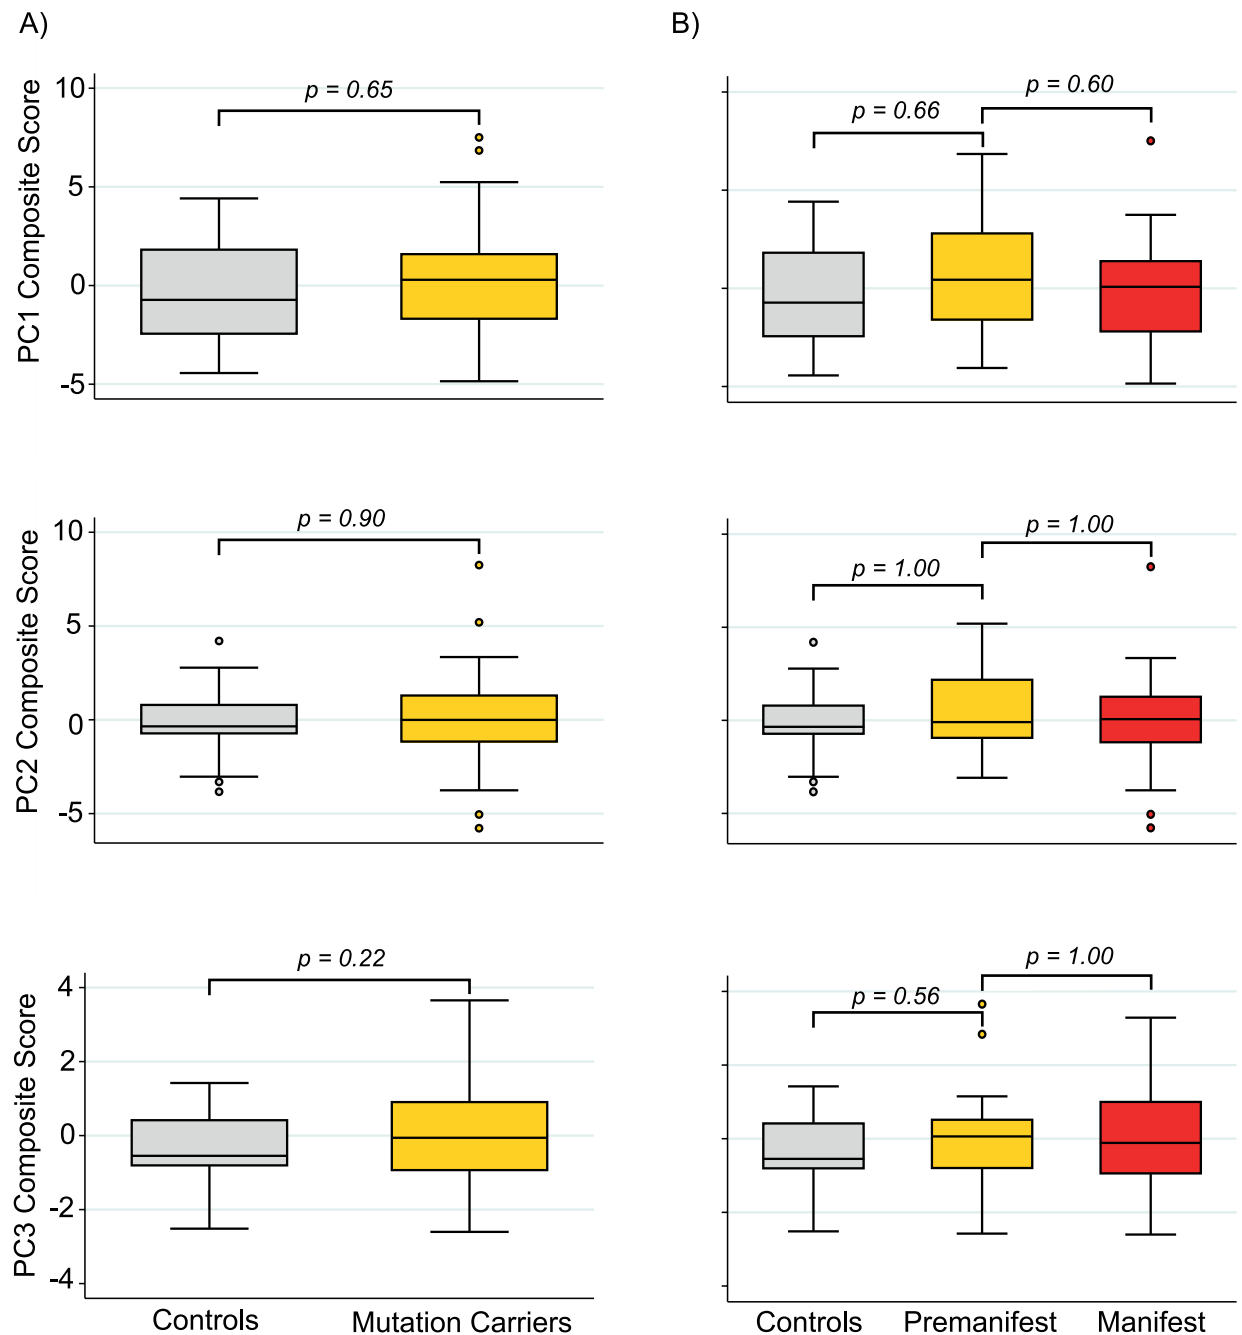 A)
B)
PC1 Composite Score
10
5
0
-5
p = 0.65
p = 0.66
p = 0.60
PC2 Composite Score
10
5
0
-5
p = 0.90
p = 1.00
p = 1.00
PC3 Composite Score
4
2
0
-2
-4
p = 0.22
p = 0.56
p = 1.00
Controls
Mutation Carriers
Controls
Premanifest
Manifest